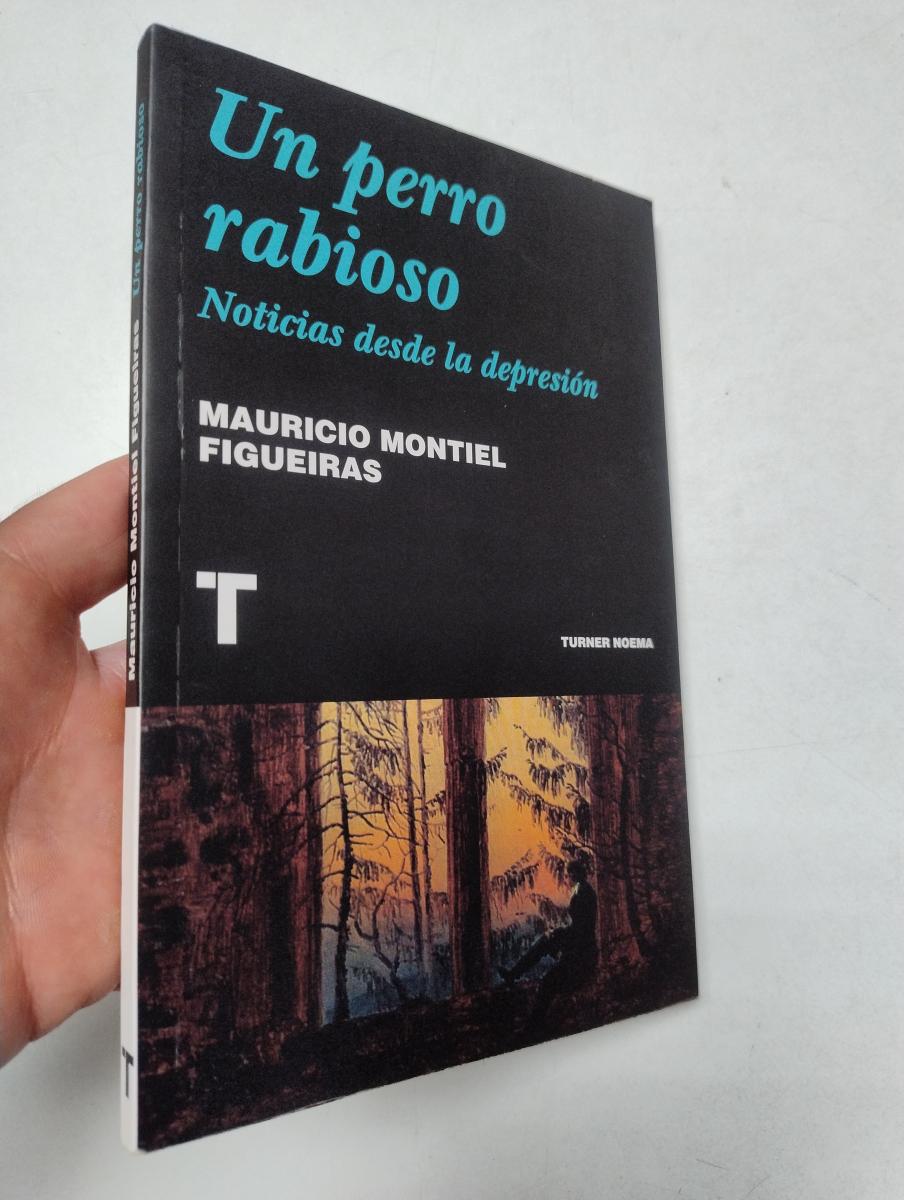 Un perro
rabioso
Noticias desde la depresión
MAURICIO MONTIEL
FIGUEIRAS
T
TURNER NOEMA
Mauricio Montiel Figueiras Un perro rabioso
T